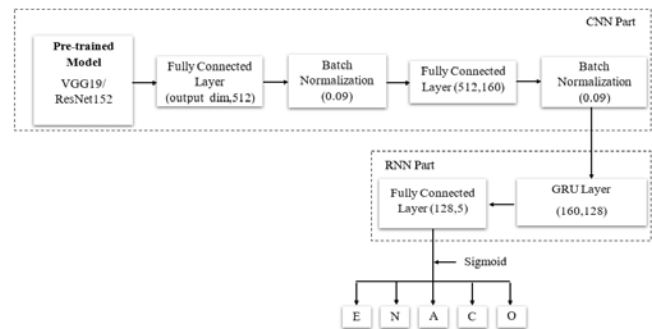 CNN Part
Pre-trained
Model
VGG19/
ResNet152
Fully Connected
Layer
(output dim,512)
Batch
Normalization
(0.09)
Fully Connected
Layer (512,160)
Batch
Normalization
(0.09)
RNN Part
Fully Connected
Layer (128,5)
GRU Layer
(160,128)
Sigmoid
E
N
A
C
O